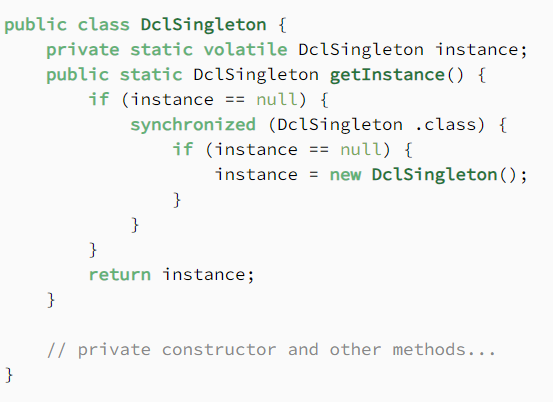 public class DclSingleton {
    private static volatile DclSingleton instance;
    public static DclSingleton getInstance() {
        if (instance == null) {
            synchronized (DclSingleton .class) {
                if (instance == null) {
                    instance = new DclSingleton();
                }
            }
        }
        return instance;
    }

    // private constructor and other methods...
}